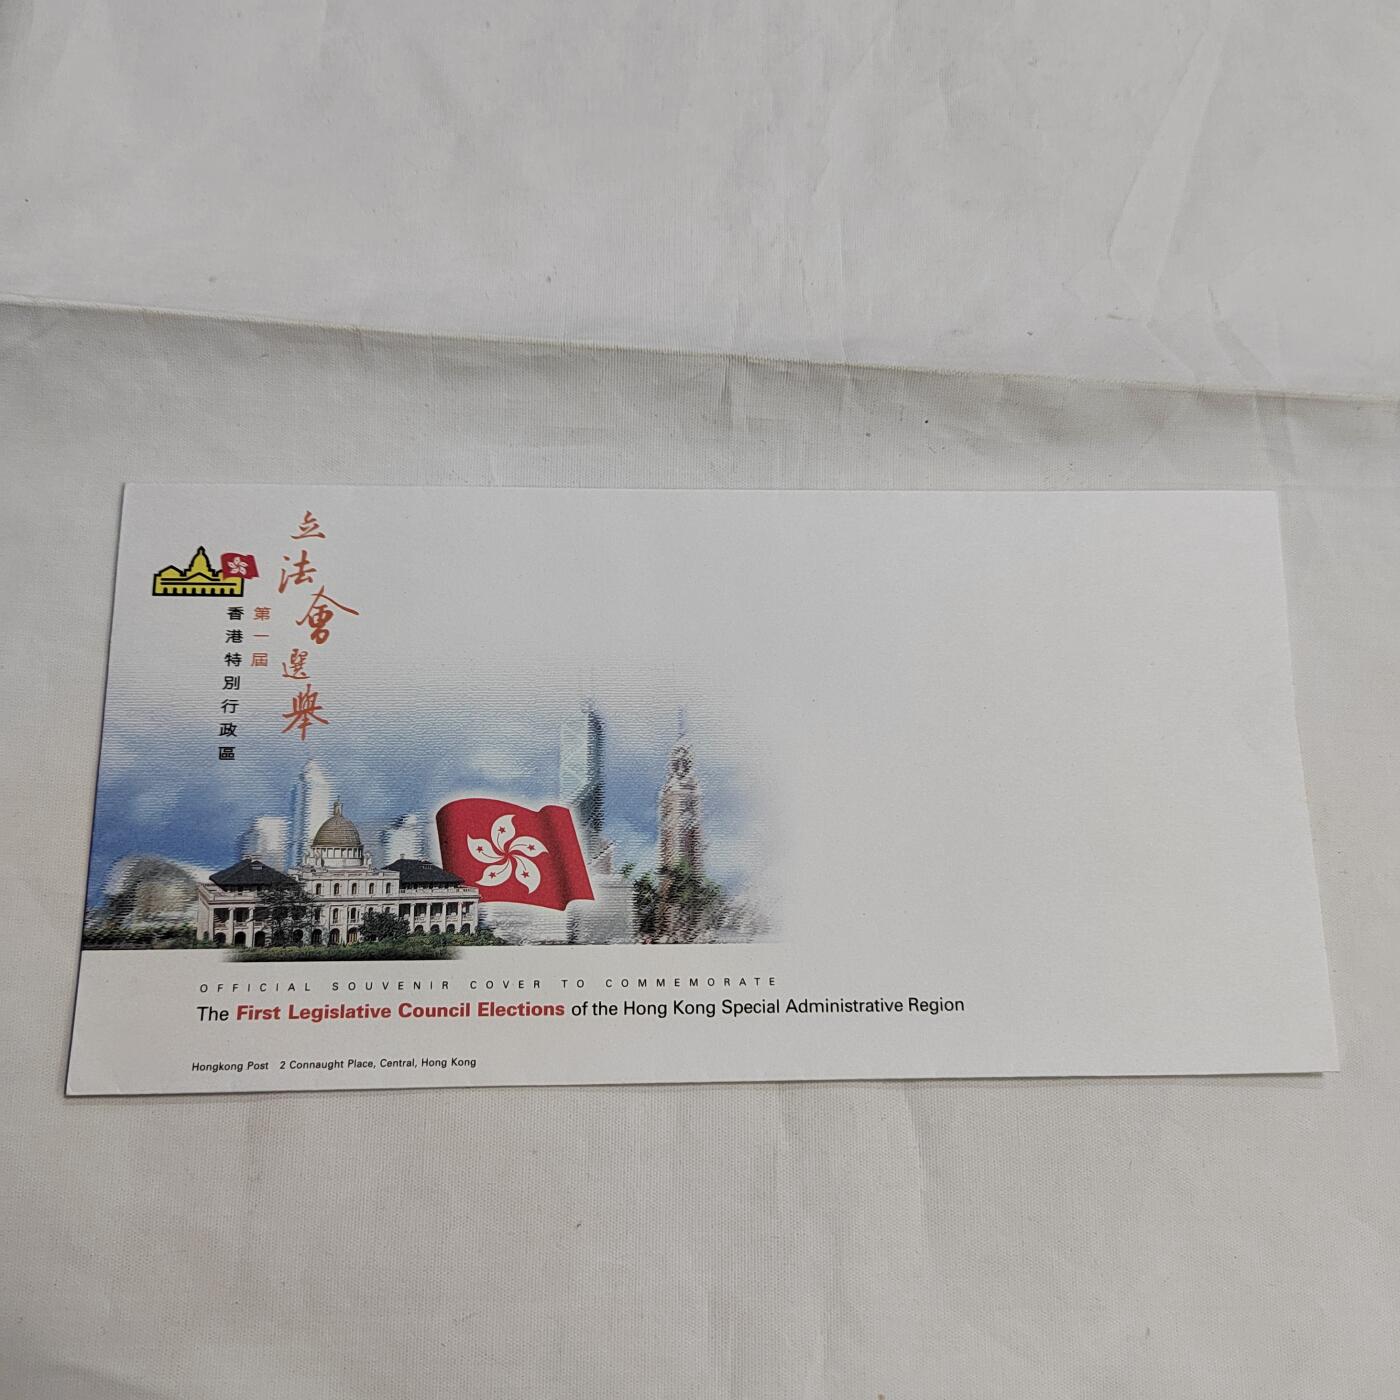 立法會選舉
第一屆
香港特別行政區
OFFICIAL SOUVENIR COVER TO COMMEMORATE
The First Legislative Council Elections of the Hong Kong Special Administrative Region
Hongkong Post 2 Connaught Place, Central, Hong Kong